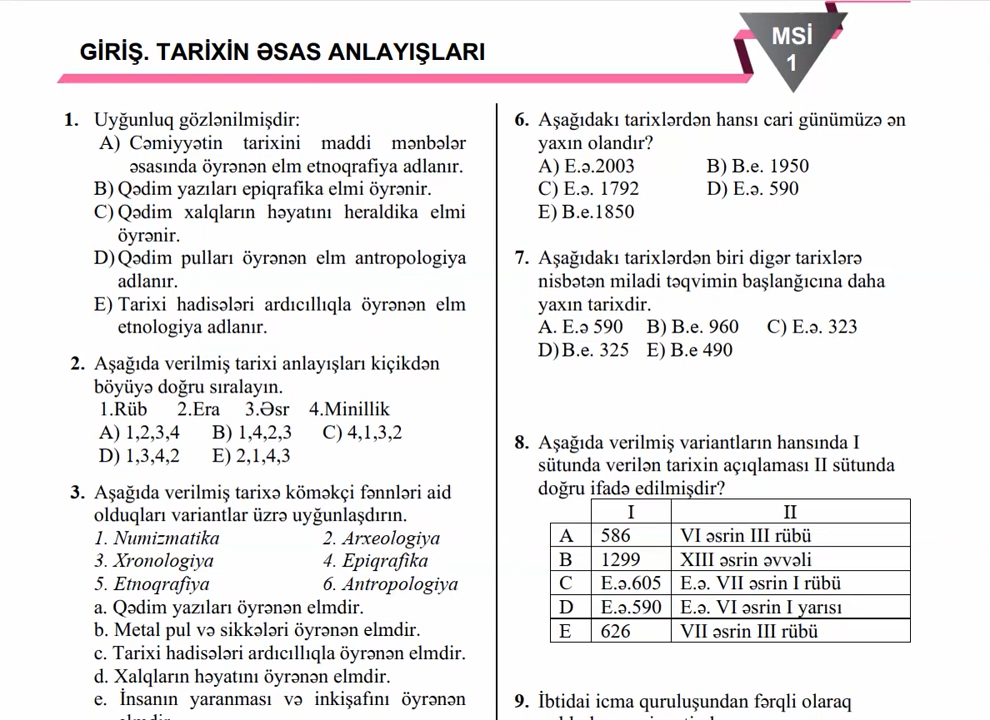 GİRİŞ. TARİXİN ƏSAS ANLAYIŞLARI
MSİ
1
1. Uyğunluq gözlənilmişdir:
A) Cəmiyyətin tarixini maddi mənbələr
əsasında öyrənən elm etnoqrafiya adlanır.
B) Qədim yazıları epiqrafika elmi öyrənir.
C) Qədim xalqların həyatını heraldika elmi
öyrənir.
D) Qədim pulları öyrənən elm antropologiya
adlanır.
E) Tarixi hadisələri ardıcıllıqla öyrənən elm
etnologiya adlanır.
2. Aşağıda verilmiş tarixi anlayışları kiçikdən
böyüyə doğru sıralayın.
1.Rüb 2.Era 3.Əsr 4.Minillik
A) 1,2,3,4 B) 1,4,2,3 C) 4,1,3,2
D) 1,3,4,2 E) 2,1,4,3
3. Aşağıda verilmiş tarixə köməkçi fənnləri aid
olduqları variantlar üzrə uyğunlaşdırın.
1. Numizmatika 2. Arxeologiya
3. Xronologiya 4. Epiqrafika
5. Etnoqrafiya 6. Antropologiya
a. Qədim yazıları öyrənən elmdir.
b. Metal pul və sikkələri öyrənən elmdir.
c. Tarixi hadisələri ardıcıllıqla öyrənən elmdir.
d. Xalqların həyatını öyrənən elmdir.
e. İnsanın yaranması və inkişafını öyrənən
6. Aşağıdakı tarixlərdən hansı cari günümüzə ən
yaxın olandır?
A) E.ə.2003 B) B.e. 1950
C) E.ə. 1792 D) E.ə. 590
E) B.e.1850
7. Aşağıdakı tarixlərdən biri digər tarixlərə
nisbətən miladi təqvimin başlanğıcına daha
yaxın tarixdir.
A. E.ə 590 B) B.e. 960 C) E.ə. 323
D)B.e. 325 E) B.e 490
8. Aşağıda verilmiş variantların hansında I
sütunda verilən tarixin açıqlaması II sütunda
doğru ifadə edilmişdir?
I II
A 586 VI əsrin III rübü
B 1299 XIII əsrin əvvəli
C E.ə.605 E.ə. VII əsrin I rübü
D E.ə.590 E.ə. VI əsrin I yarısı
E 626 VII əsrin III rübü
9. İbtidai icma quruluşundan fərqli olaraq